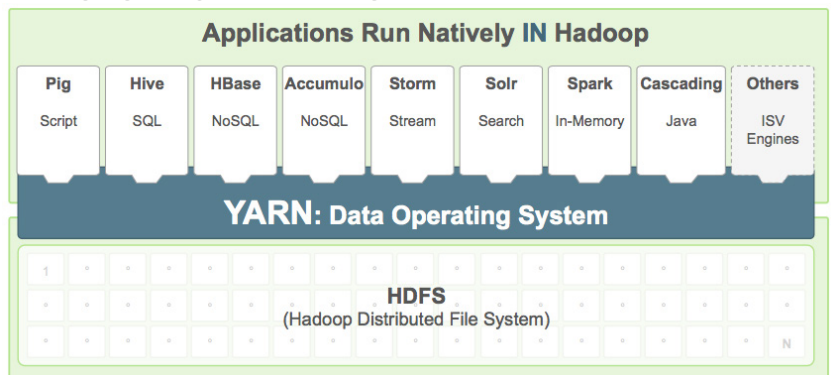 Applications Run Natively IN Hadoop
Pig Hive HBase Accumulo Storm Solr Spark Cascading Others
Script SQL NoSQL NoSQL Stream Search In-Memory Java ISV
Engines
YARN: Data Operating System
1
HDFS
(Hadoop Distributed File System)
N